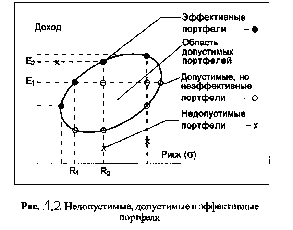 Доход
Эффективные
портфели
Область
допустимых
портфелей
E₂
E₁
Допустимые, но
неэффективные
портфели
Недопустимые
портфели
Риск (σ)
R₁
R₂
Рис. 1.2. Недопустимые, допустимые и эффективные
портфели